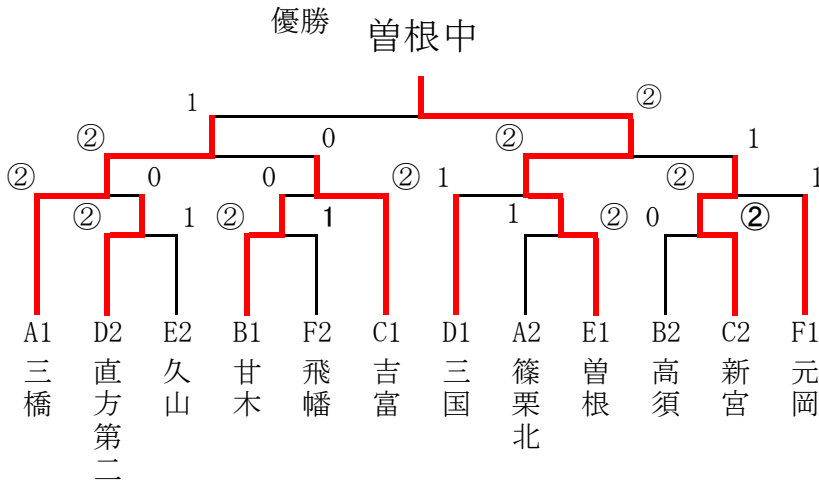 優勝 曽根中
1 ②
② 0 ② 1
② 0 0 ② 1 ② 1
② 1 ② 1 1 ② 0 ②
A1 D2 E2 B1 F2 C1 D1 A2 E1 B2 C2 F1
三橋 直方第二 久山 甘木 飛幡 吉富 三国 篠栗北 曽根 高須 新宮 元岡